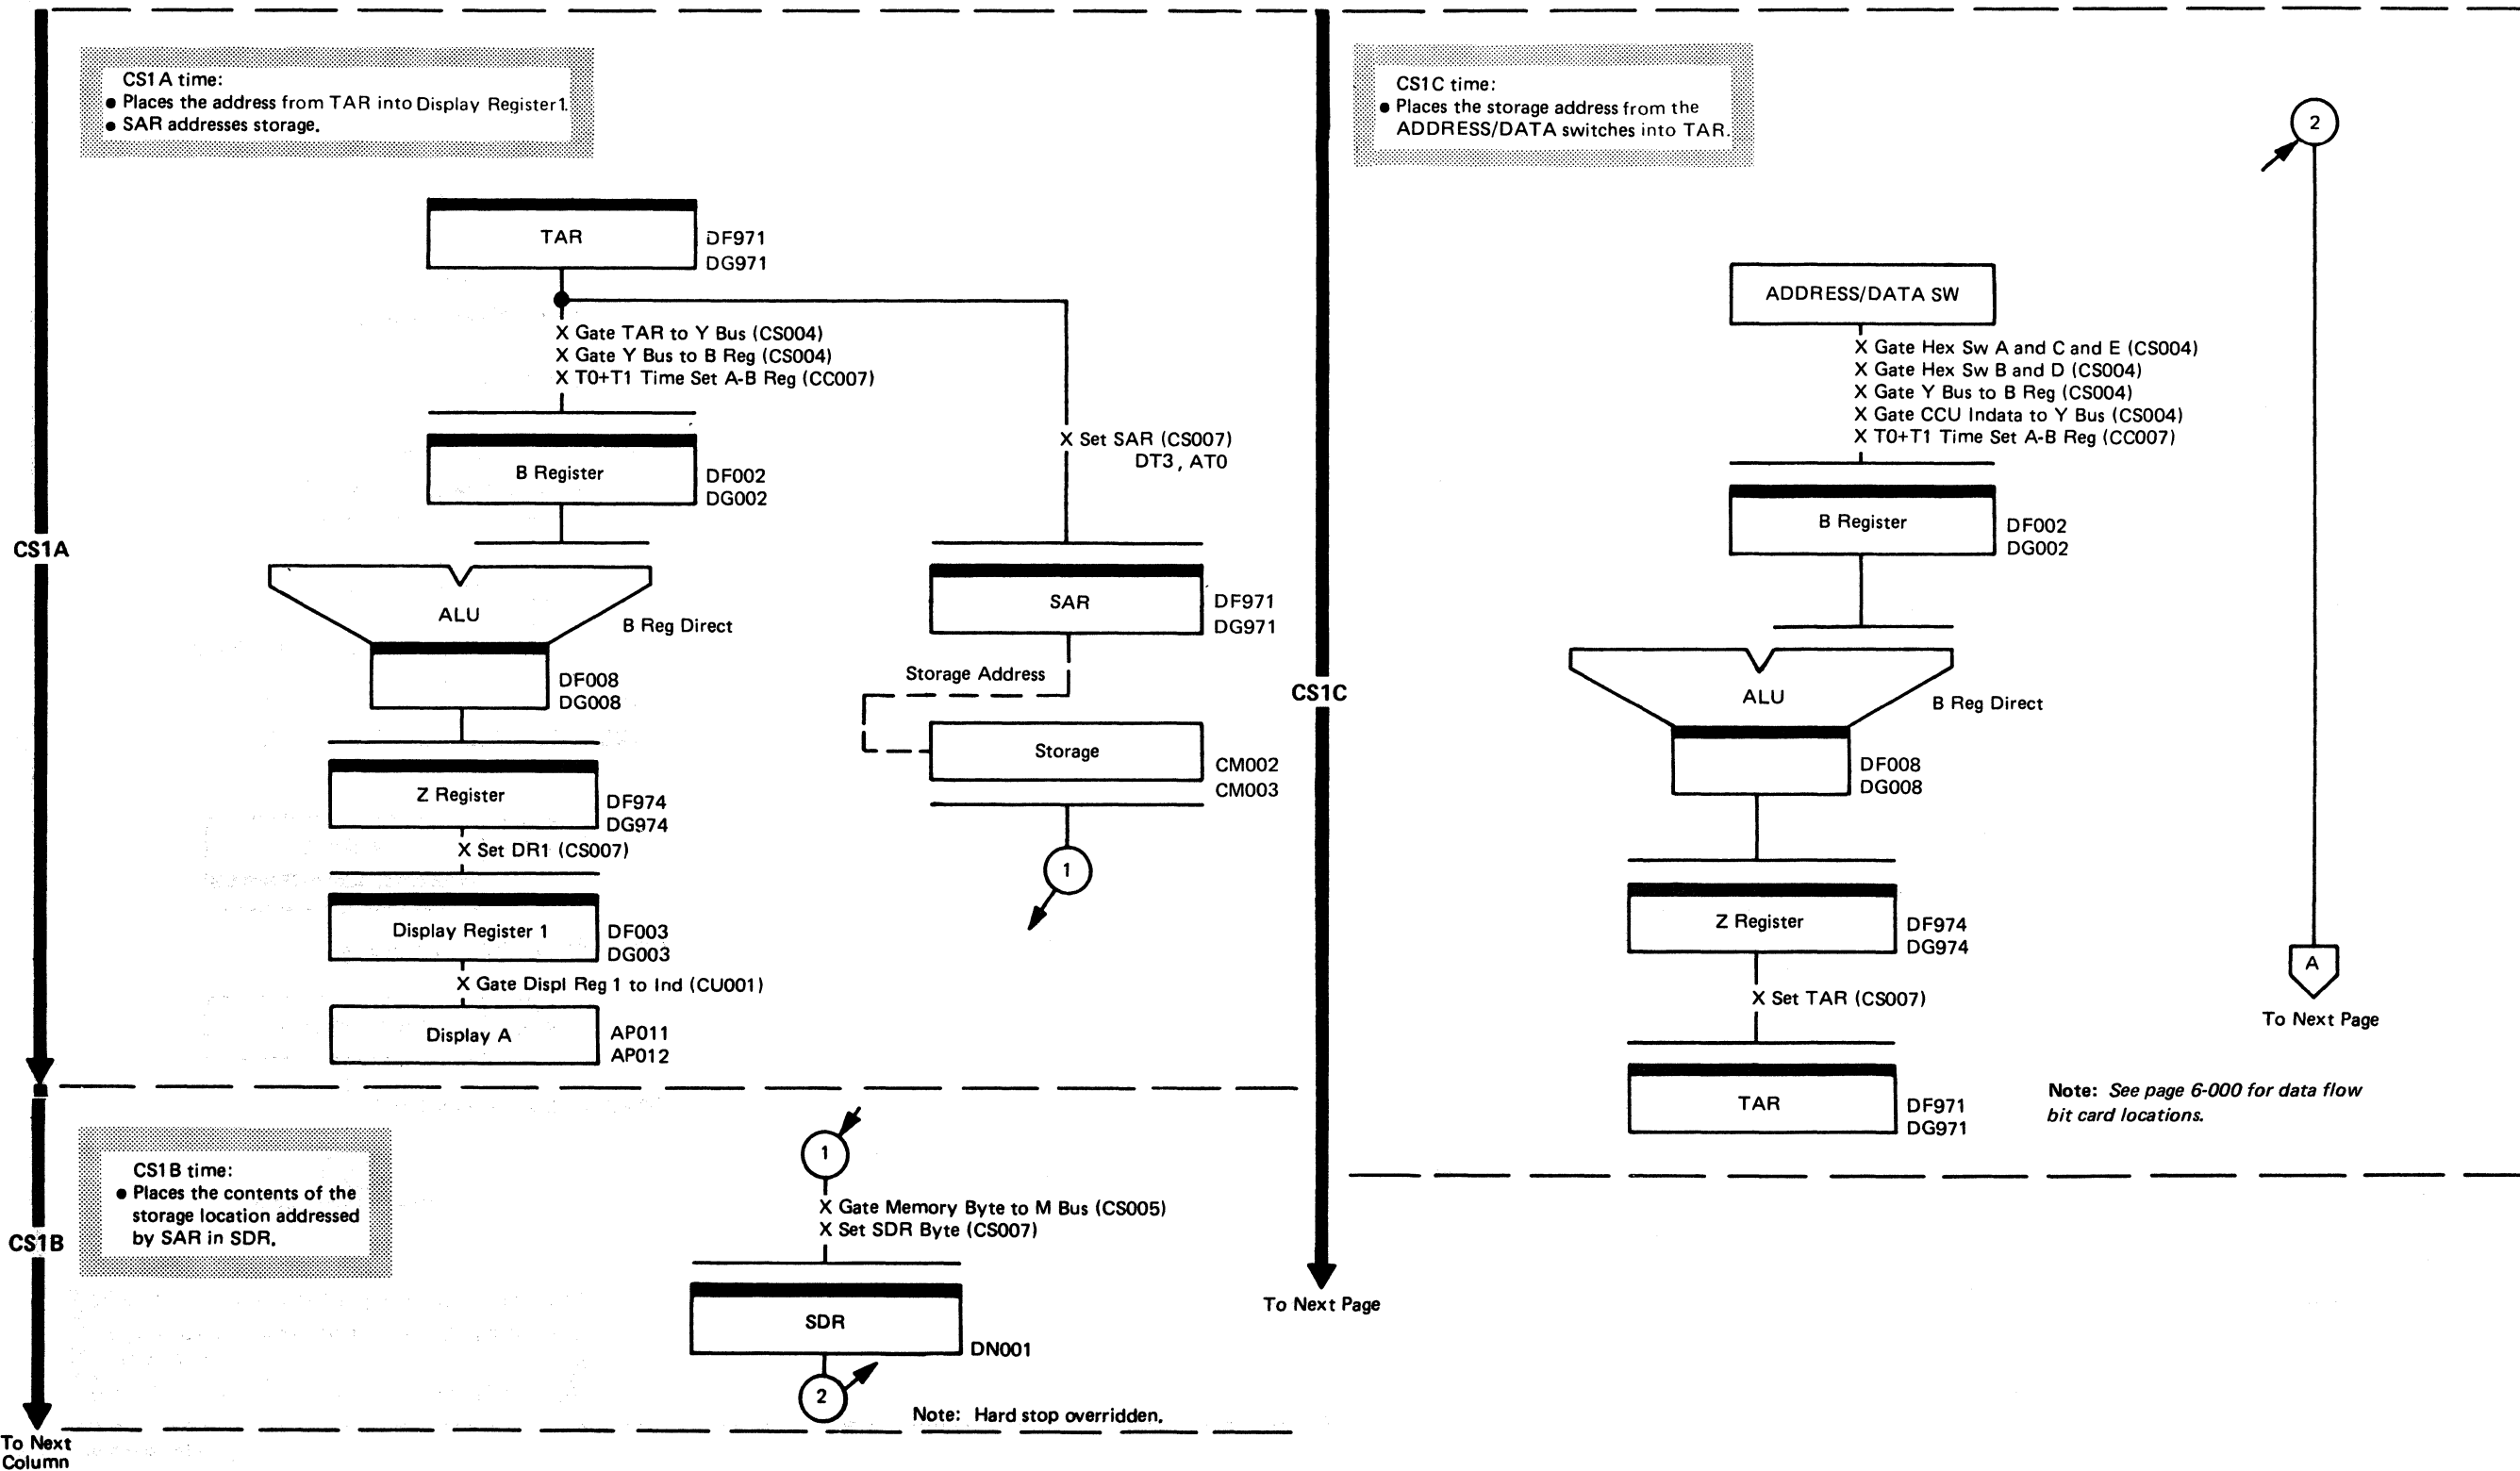 CS1A time:
● Places the address from TAR into Display Register 1.
● SAR addresses storage.
TAR
DF971
DG971
X Gate TAR to Y Bus (CS004)
X Gate Y Bus to B Reg (CS004)
X T0+T1 Time Set A-B Reg (CC007)
X Set SAR (CS007)
DT3, AT0
B Register
DF002
DG002
CS1A
ALU
B Reg Direct
DF008
DG008
SAR
DF971
DG971
Storage Address
Storage
CM002
CM003
1
Z Register
DF974
DG974
X Set DR1 (CS007)
Display Register 1
DF003
DG003
X Gate Displ Reg 1 to Ind (CU001)
Display A
AP011
AP012
CS1B time:
● Places the contents of the
storage location addressed
by SAR in SDR.
CS1B
1
X Gate Memory Byte to M Bus (CS005)
X Set SDR Byte (CS007)
SDR
DN001
2
Note: Hard stop overridden.
To Next
Column
CS1C time:
● Places the storage address from the
ADDRESS/DATA switches into TAR.
2
ADDRESS/DATA SW
X Gate Hex Sw A and C and E (CS004)
X Gate Hex Sw B and D (CS004)
X Gate Y Bus to B Reg (CS004)
X Gate CCU Indata to Y Bus (CS004)
X T0+T1 Time Set A-B Reg (CC007)
B Register
DF002
DG002
CS1C
ALU
B Reg Direct
DF008
DG008
Z Register
DF974
DG974
X Set TAR (CS007)
TAR
DF971
DG971
A
To Next Page
Note: See page 6-000 for data flow
bit card locations.
To Next Page